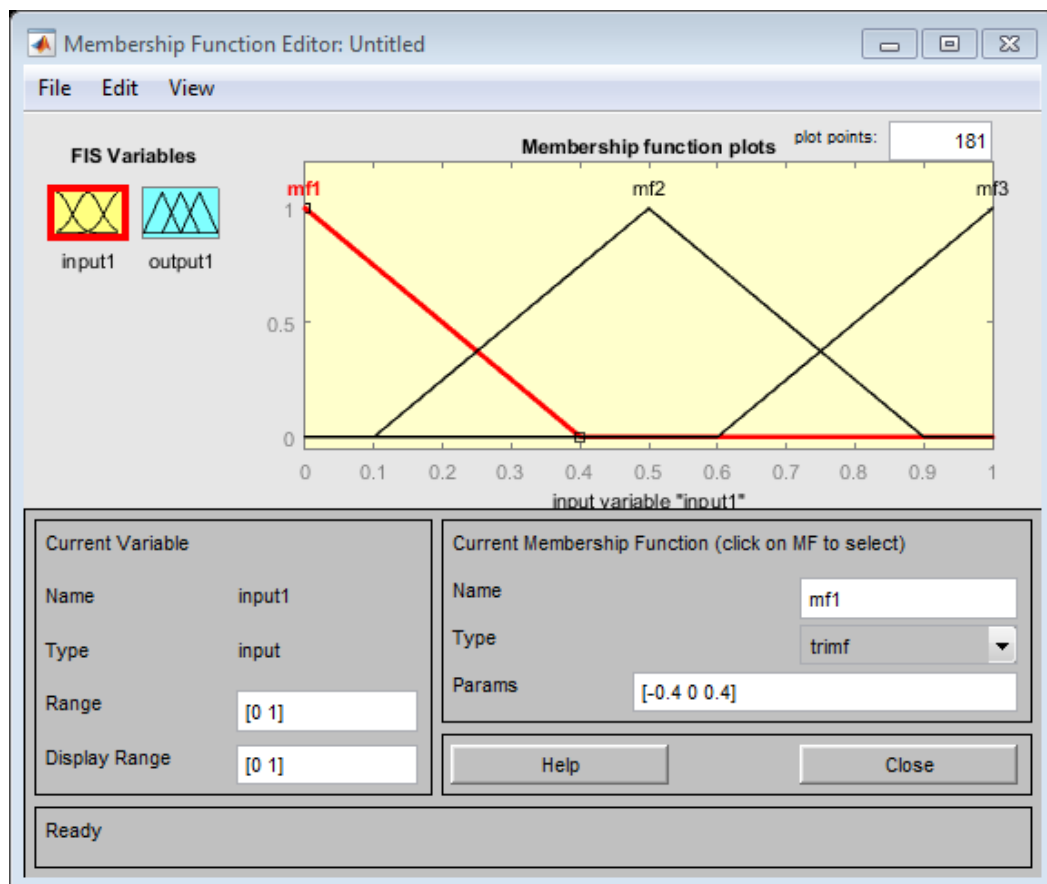 Membership Function Editor: Untitled
File Edit View
FIS Variables
Membership function plots
plot points:
181
input1
output1
mf1
mf2
mf3
1
0.5
0
0 0.1 0.2 0.3 0.4 0.5 0.6 0.7 0.8 0.9 1
input variable "input1"
Current Variable
Name input1
Type input
Range [0 1]
Display Range [0 1]
Current Membership Function (click on MF to select)
Name mf1
Type trimf
Params [-0.4 0 0.4]
Help
Close
Ready